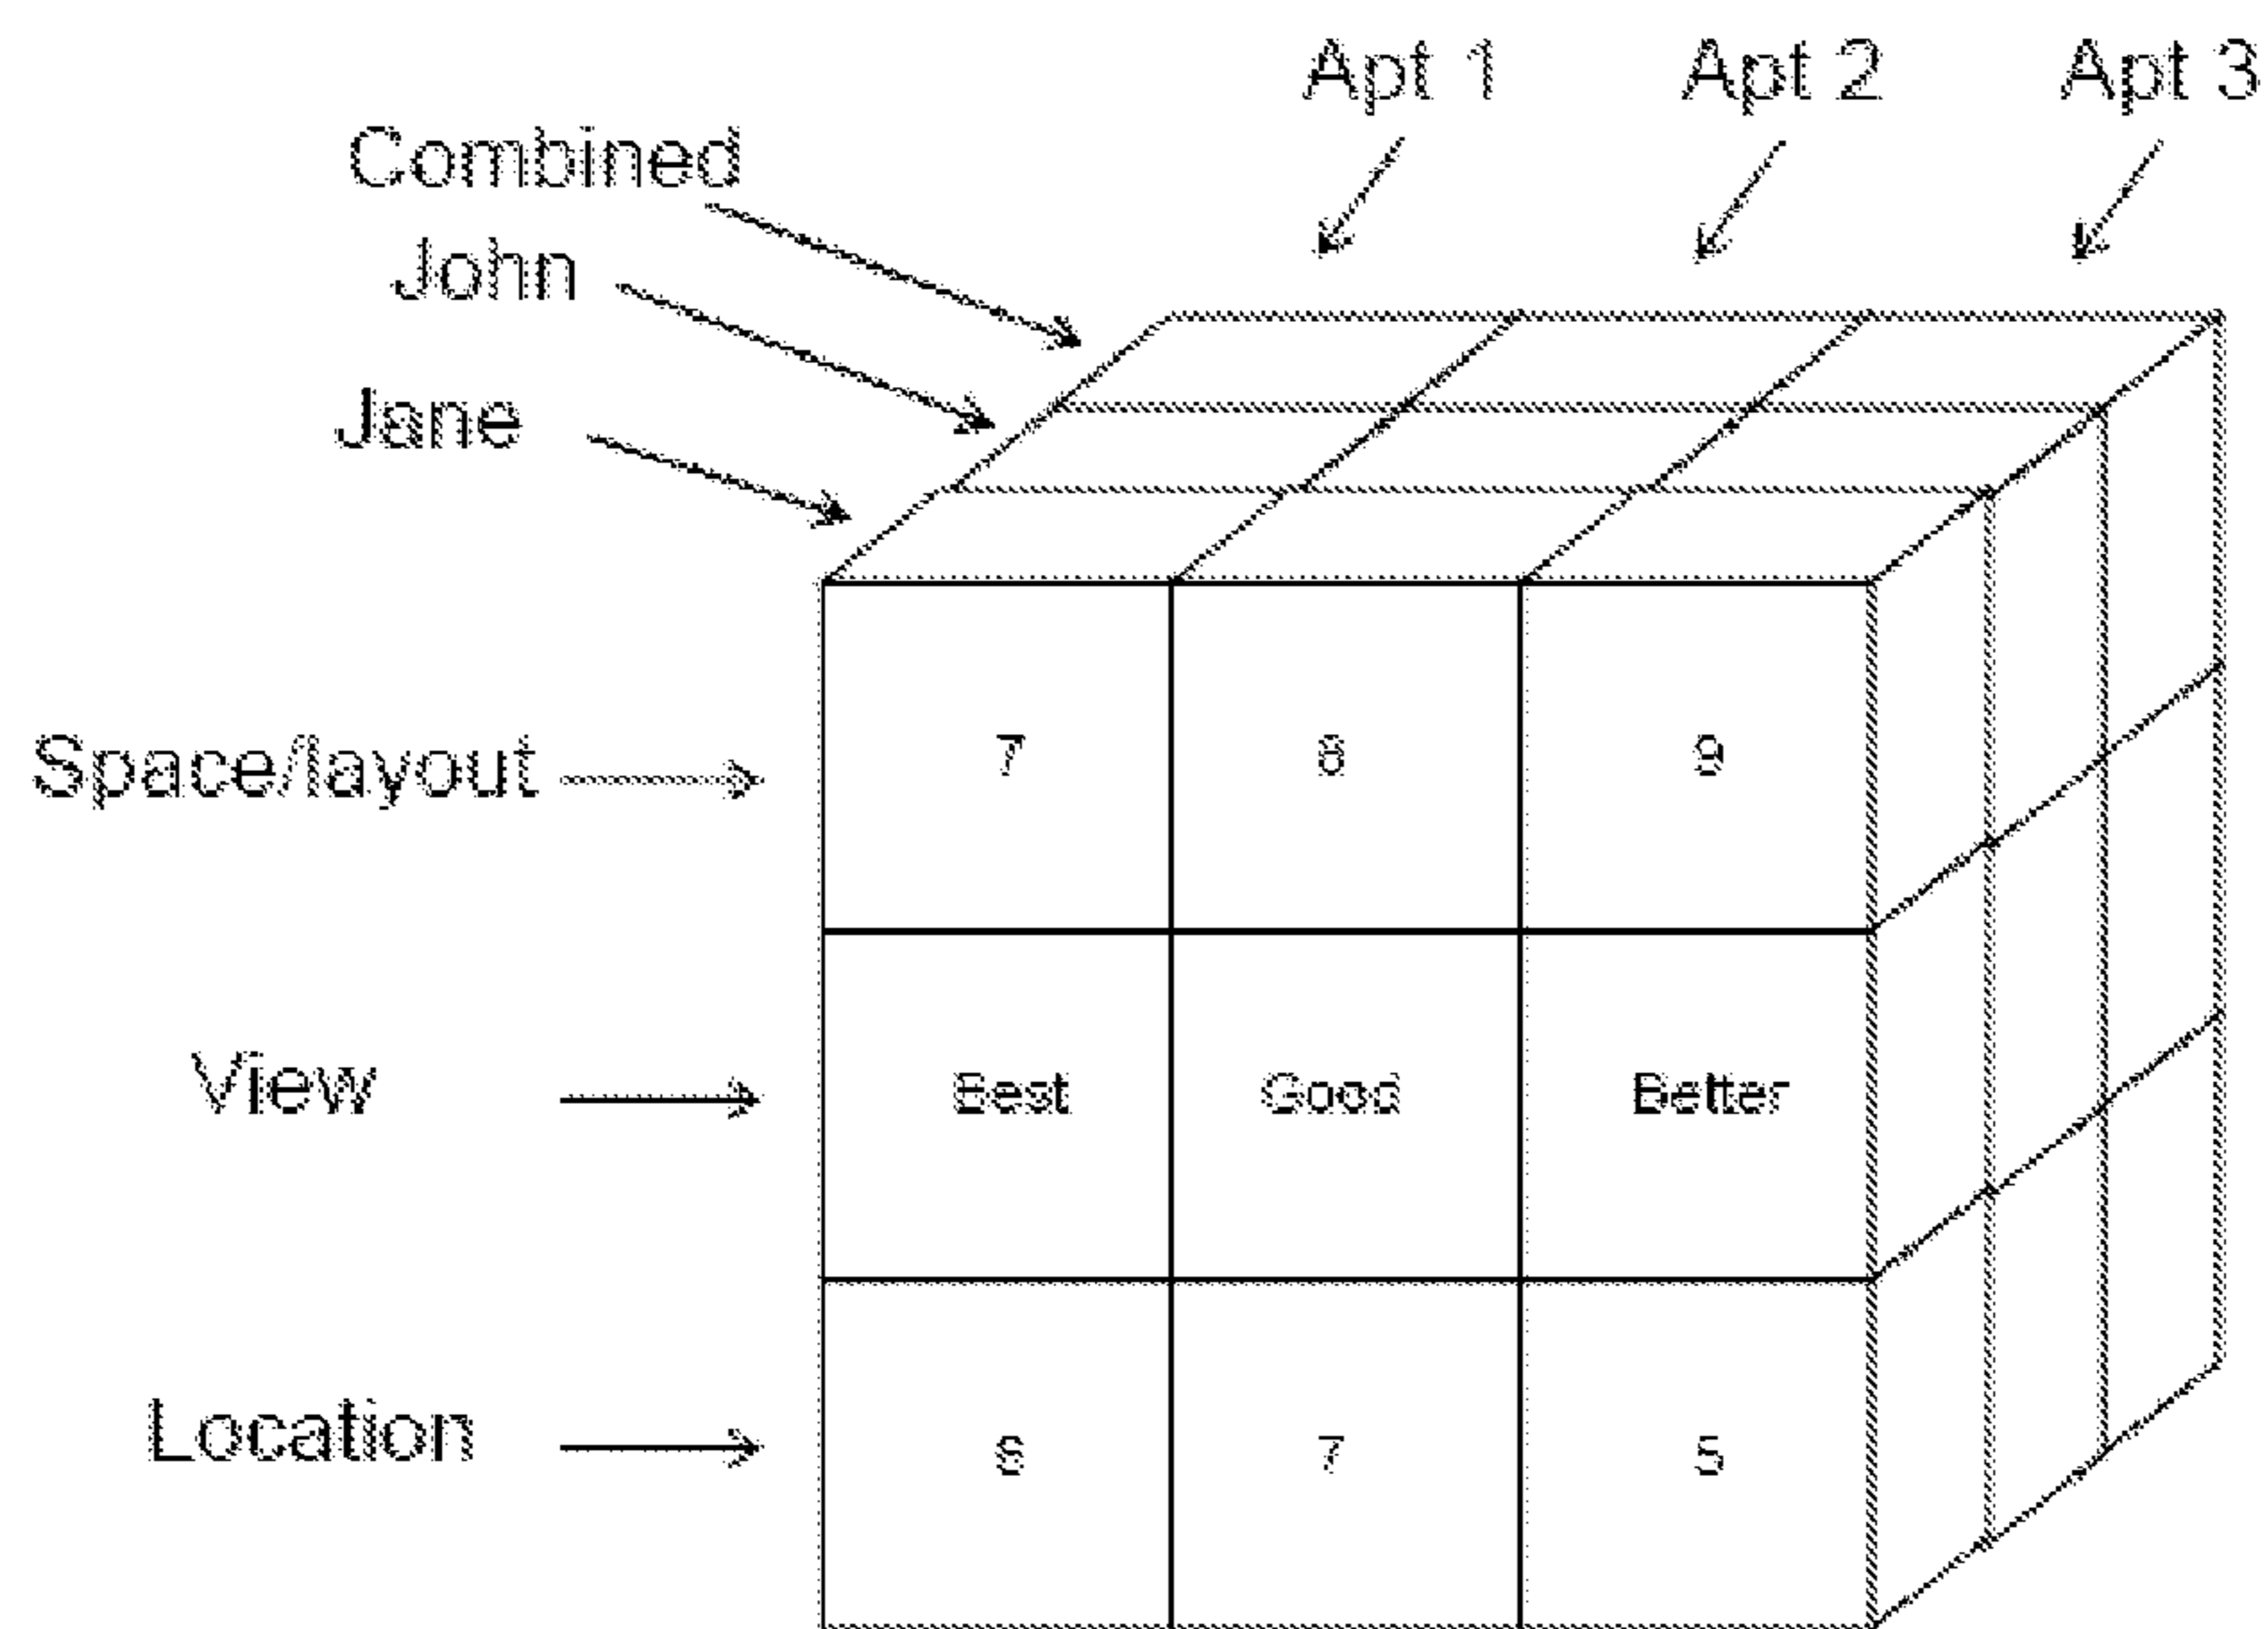 Apt 1 Apt 2 Apt 3
Combined
John
Jane
Space/layout 7 8 9
View Best Good Better
Location 6 7 5